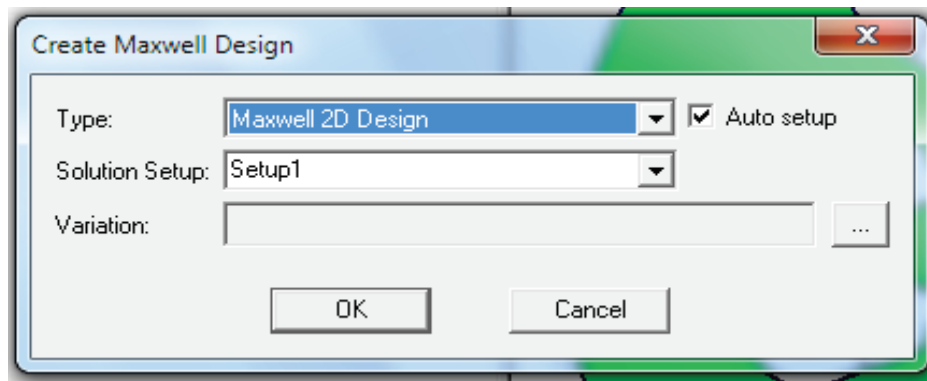 Create Maxwell Design
Type: Maxwell 2D Design Auto setup
Solution Setup: Setup1
Variation: ...
OK Cancel